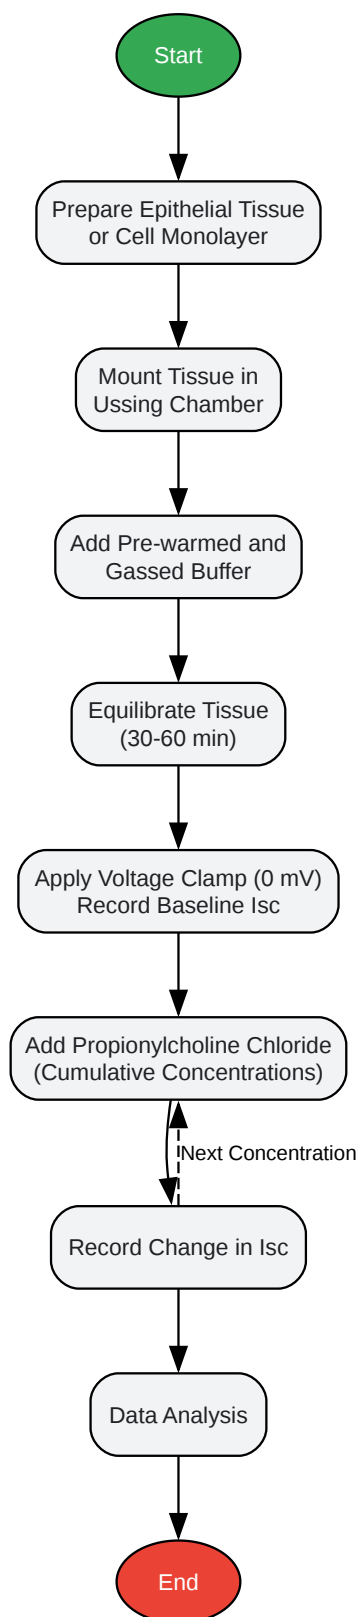 Start
Prepare Epithelial Tissue
or Cell Monolayer
Mount Tissue in
Ussing Chamber
Add Pre-warmed and
Gassed Buffer
Equilibrate Tissue
(30-60 min)
Apply Voltage Clamp (0 mV)
Record Baseline Isc
Add Propionylcholine Chloride
(Cumulative Concentrations)
Next Concentration
Record Change in Isc
Data Analysis
End